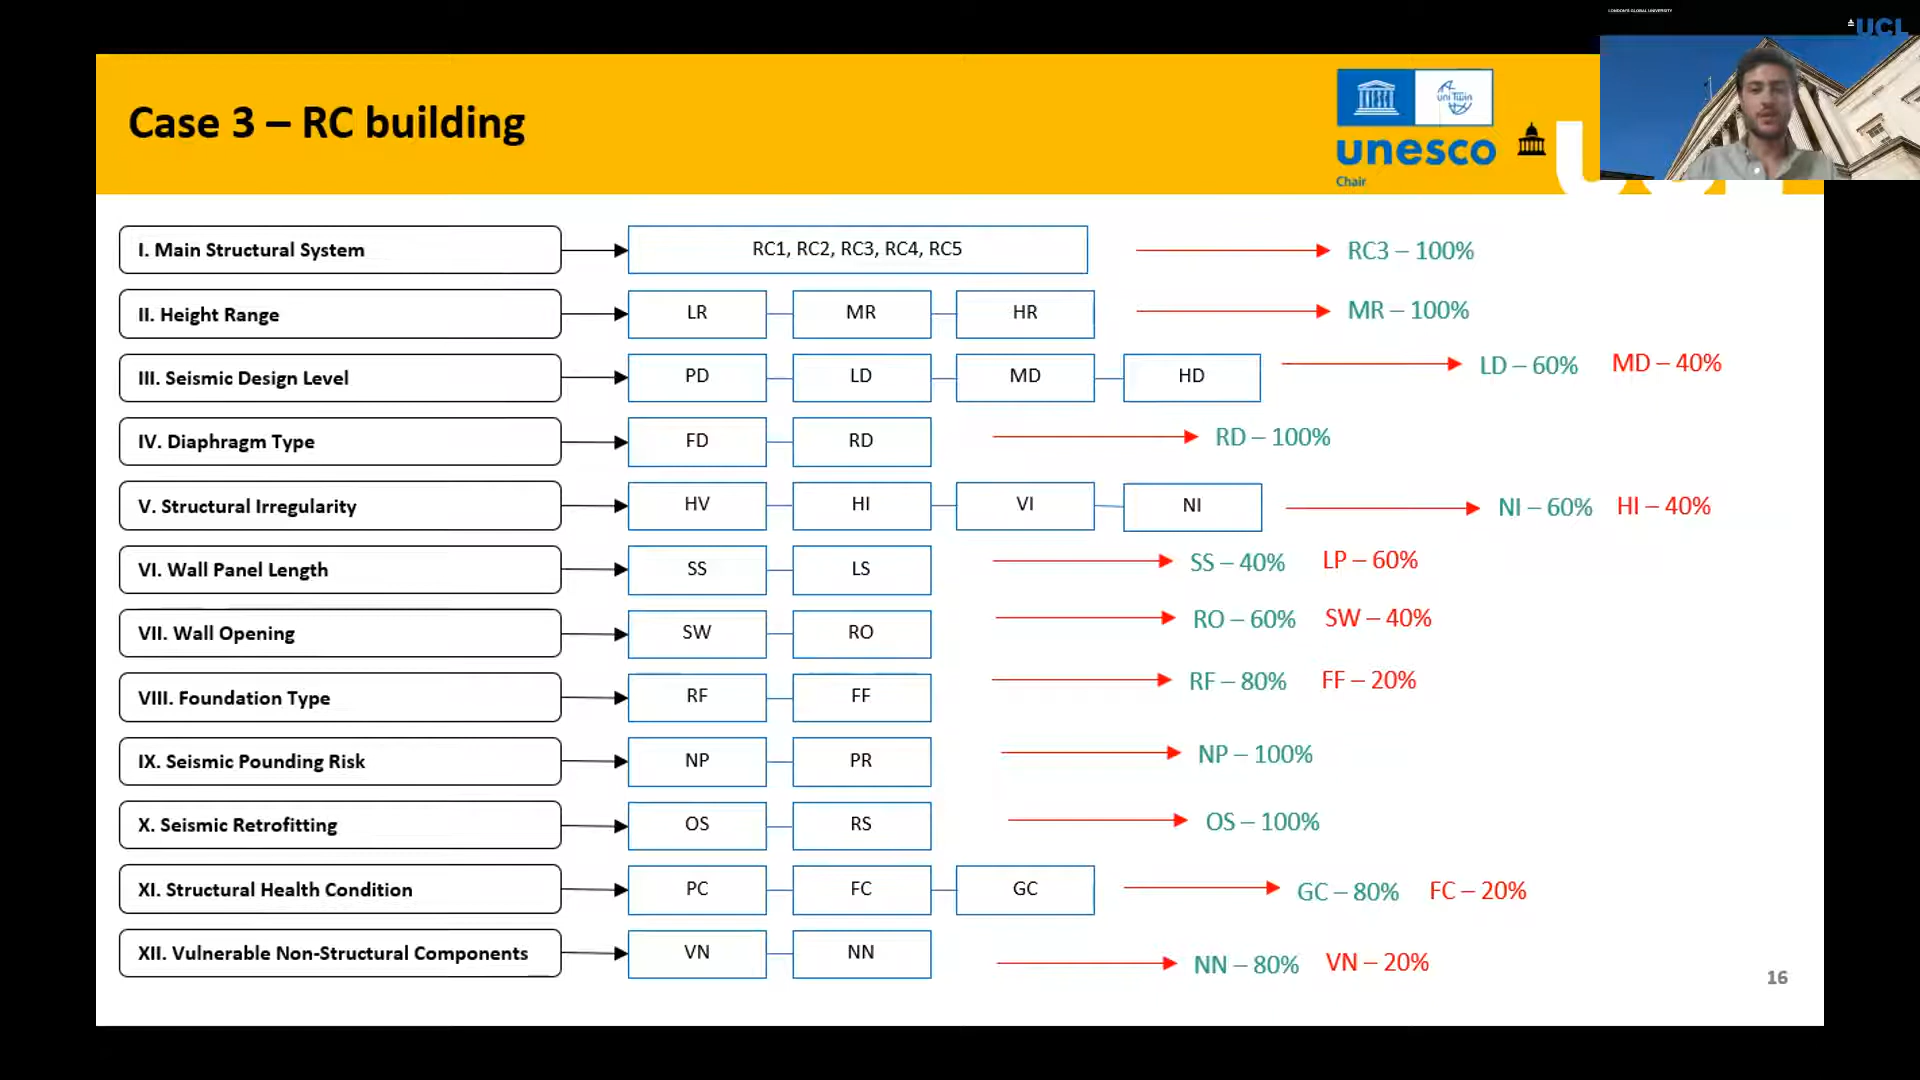 LONDON'S GLOBAL UNIVERSITY
UCL
Case 3 – RC building
uni Twin
unesco
Chair
I. Main Structural System
RC1, RC2, RC3, RC4, RC5
RC3 – 100%
II. Height Range
LR MR HR
MR – 100%
III. Seismic Design Level
PD LD MD HD
LD – 60% MD – 40%
IV. Diaphragm Type
FD RD
RD – 100%
V. Structural Irregularity
HV HI VI NI
NI – 60% HI – 40%
VI. Wall Panel Length
SS LS
SS – 40% LP – 60%
VII. Wall Opening
SW RO
RO – 60% SW – 40%
VIII. Foundation Type
RF FF
RF – 80% FF – 20%
IX. Seismic Pounding Risk
NP PR
NP – 100%
X. Seismic Retrofitting
OS RS
OS – 100%
XI. Structural Health Condition
PC FC GC
GC – 80% FC – 20%
XII. Vulnerable Non-Structural Components
VN NN
NN – 80% VN – 20%
16